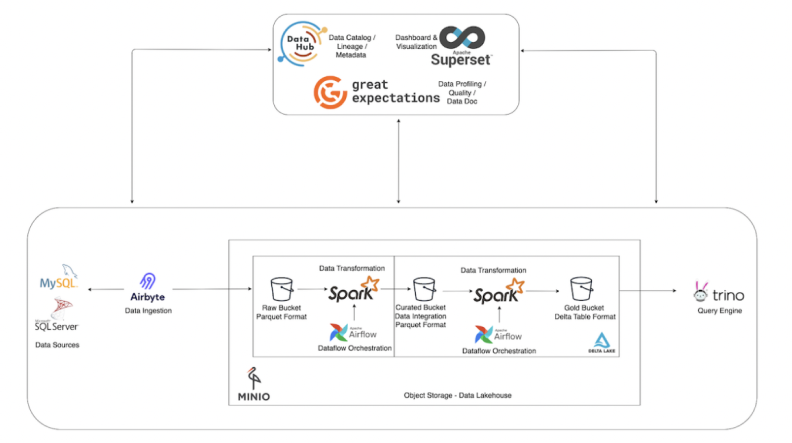 Data
Hub
Data Catalog /
Lineage /
Metadata
Dashboard &
Visualization
Apache
Superset
great
expectations
Data Profiling /
Quality /
Data Doc
MySQL
Microsoft
SQL Server
Data Sources
Airbyte
Data Ingestion
Raw Bucket
Parquet Format
Data Transformation
Spark
Apache
Airflow
Dataflow Orchestration
Curated Bucket
Data Integration
Parquet Format
Data Transformation
Spark
Apache
Airflow
Dataflow Orchestration
Gold Bucket
Delta Table Format
DELTA LAKE
MINIO
Object Storage - Data Lakehouse
trino
Query Engine